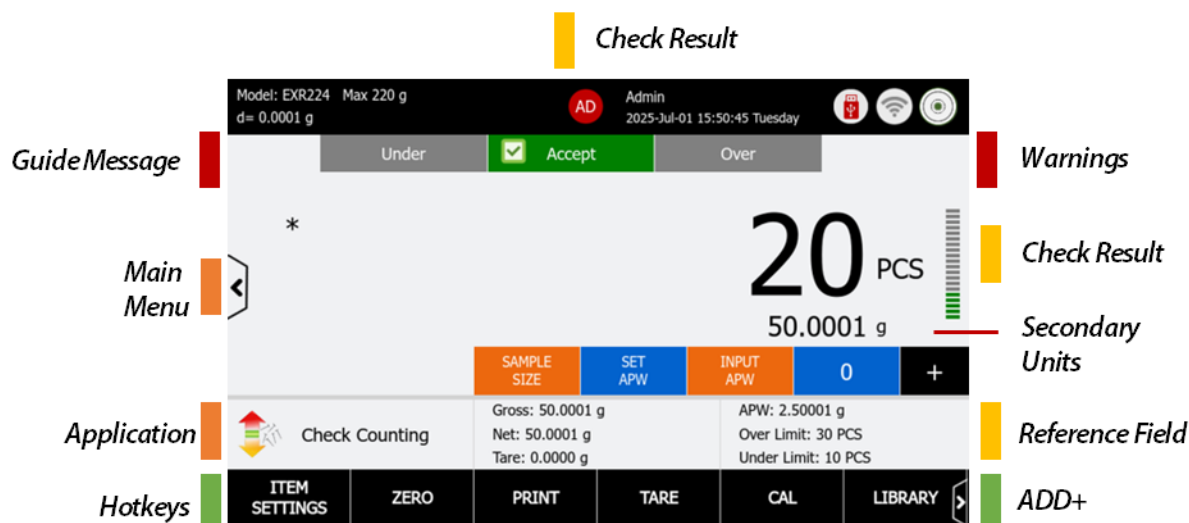 Check Result
Model: EXR224 Max 220 g
d= 0.0001 g
AD
Admin
2025-Jul-01 15:50:45 Tuesday
Guide Message
Under
Accept
Over
Warnings
*
20 PCS
Check Result
Main
Menu
50.0001 g
Secondary
Units
SAMPLE
SIZE
SET
APW
INPUT
APW
0
+
Application
Check Counting
Gross: 50.0001 g
Net: 50.0001 g
Tare: 0.0000 g
APW: 2.50001 g
Over Limit: 30 PCS
Under Limit: 10 PCS
Reference Field
Hotkeys
ITEM
SETTINGS
ZERO
PRINT
TARE
CAL
LIBRARY
ADD+